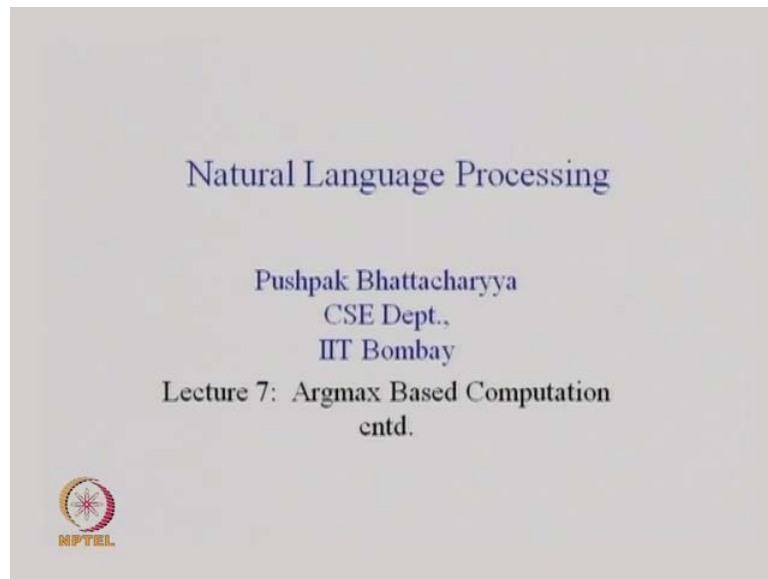 Natural Language Processing
Pushpak Bhattacharyya
CSE Dept.,
IIT Bombay
Lecture 7: Argmax Based Computation
cntd.
NPTEL